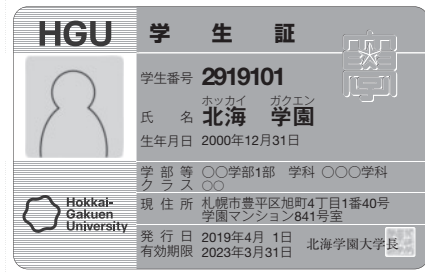 HGU 学生証
学生番号 2919101
ホッカイ ガクエン
氏名 北海 学園
生年月日 2000年12月31日
学部等 〇〇学部1部 学科 〇〇〇学科
クラス 〇〇
現住所 札幌市豊平区旭町4丁目1番40号
学園マンション841号室
Hokkai-
Gakuen
University
発行日 2019年4月 1日
有効期限 2023年3月31日
北海学園大学長